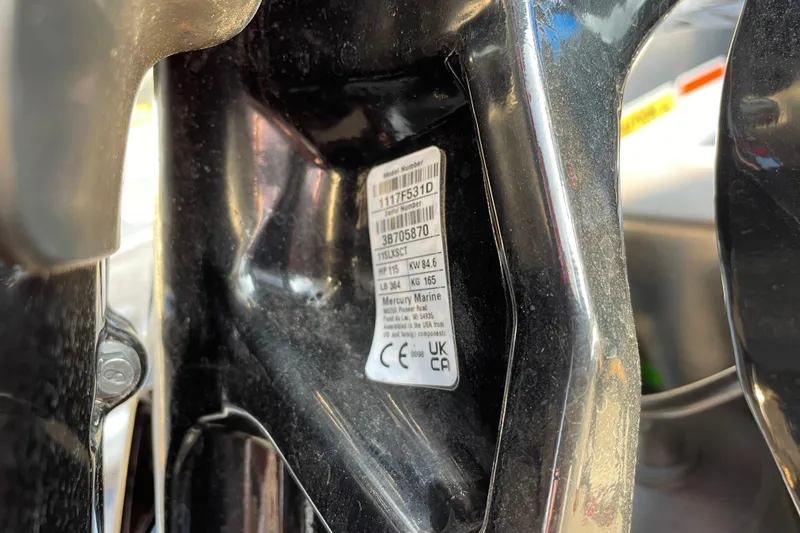 Model Number
1117F531D
Serial Number
3B705870
115LXSCT
HP 115 KW 84.6
LB 364 KG 165
Mercury Marine
W6250 Pioneer Road
Fond du Lac, WI 54935
Assembled in the USA from
US and foreign components
CE 0098 UK
CA